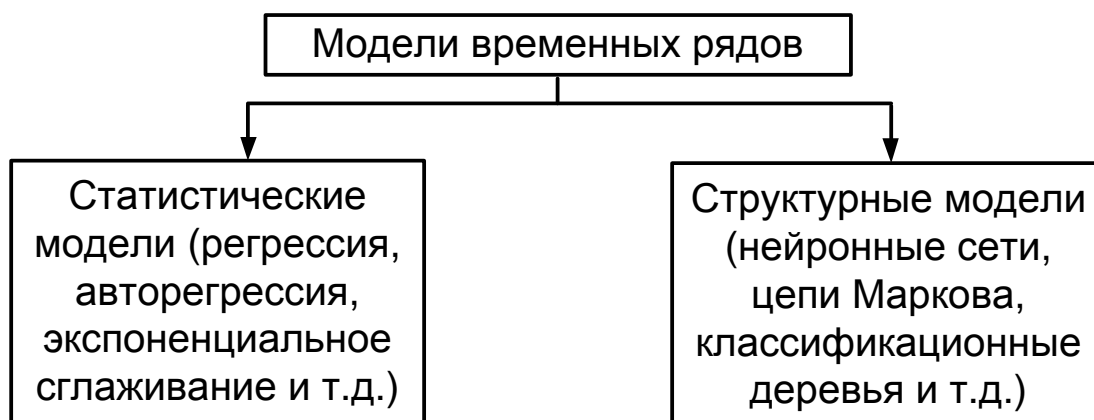 Модели временных рядов
Статистические
модели (регрессия,
авторегрессия,
экспоненциальное
сглаживание и т.д.)
Структурные модели
(нейронные сети,
цепи Маркова,
классификационные
деревья и т.д.)